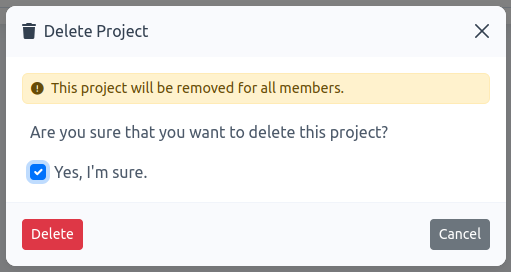 Delete Project
This project will be removed for all members.
Are you sure that you want to delete this project?
Yes, I'm sure.
Delete
Cancel